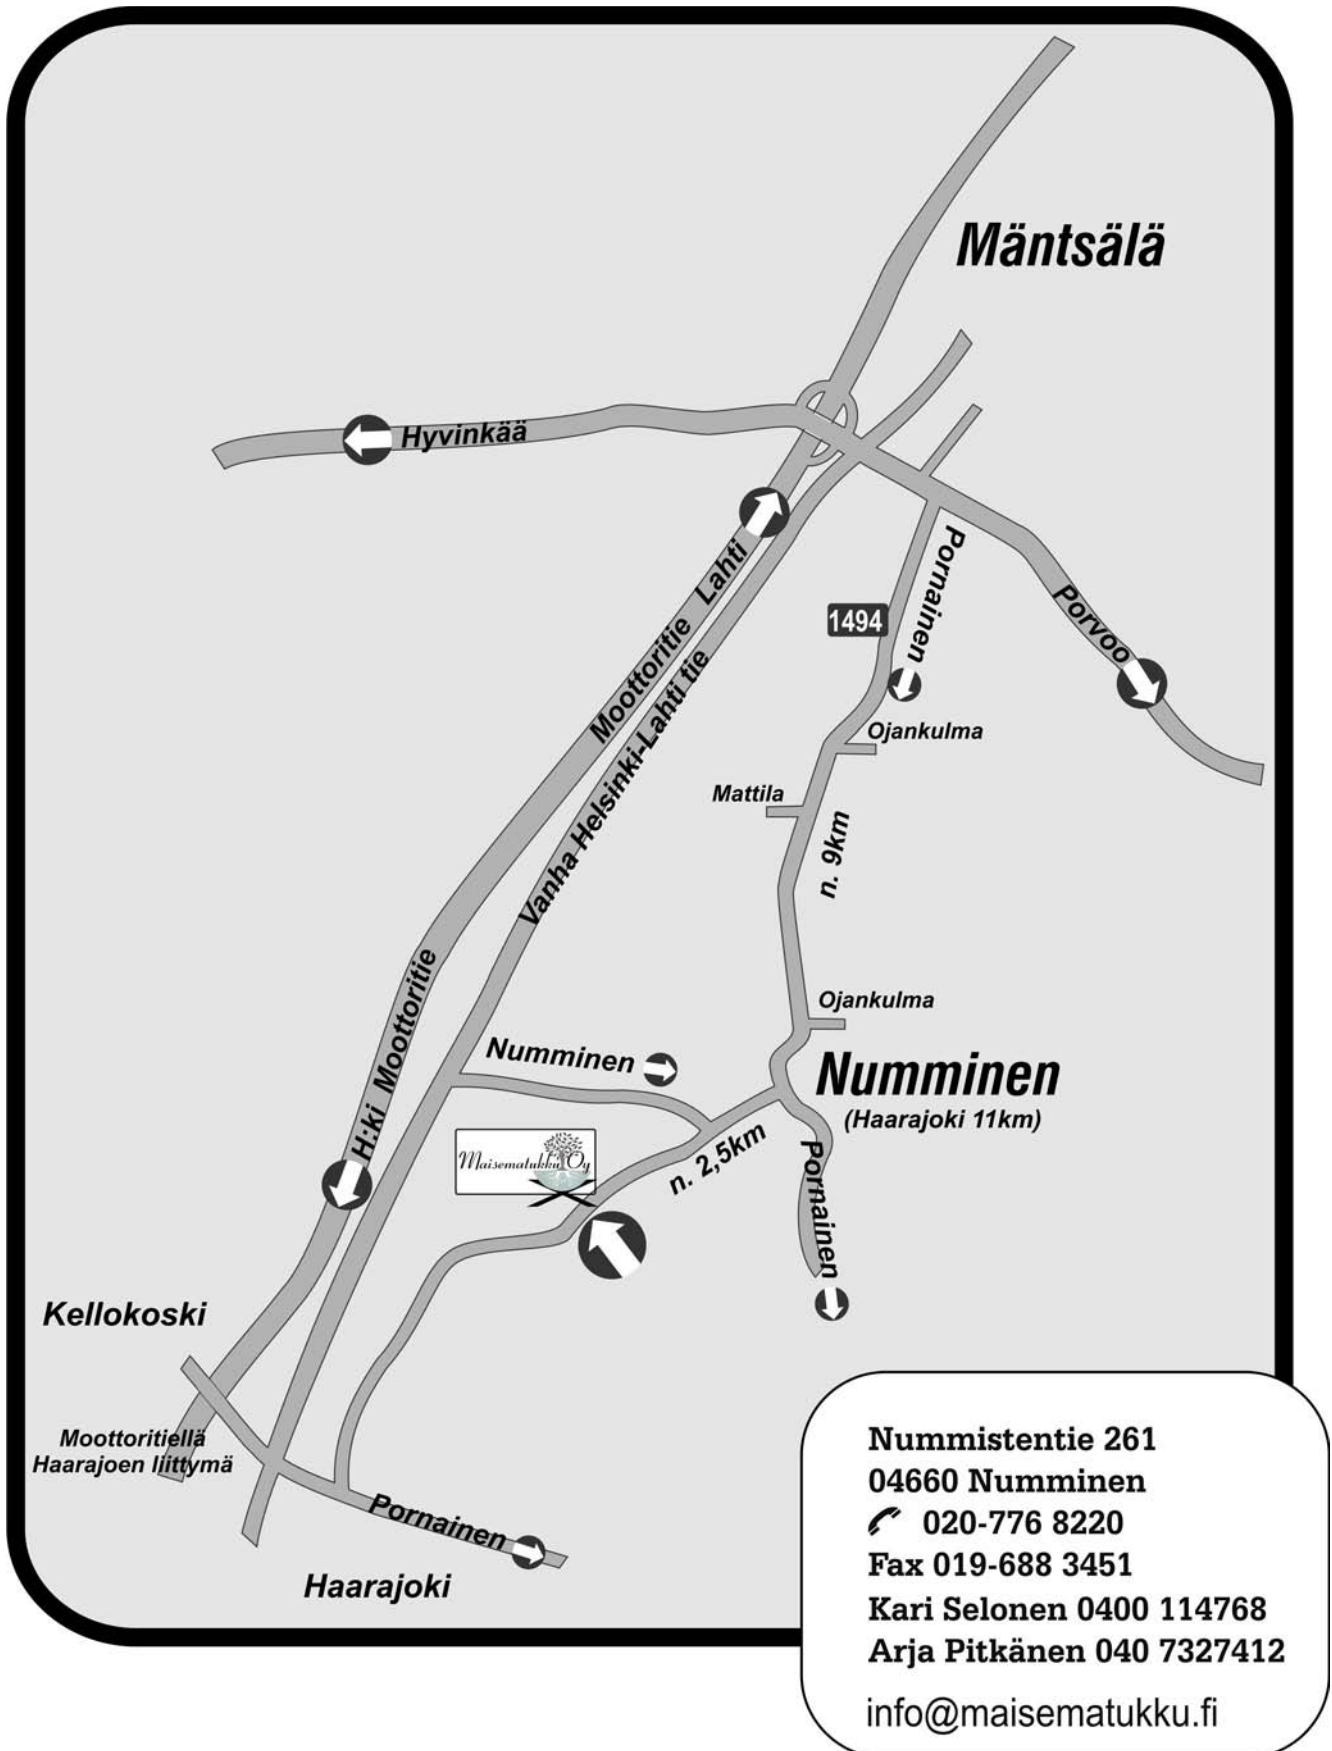 Mäntsälä
Hyvinkää
Moottoritie Lahti
Vanha Helsinki-Lahti tie
1494
Pornainen
Porvoo
Ojankulma
Mattila
n. 9km
H:ki Moottoritie
Ojankulma
Numminen
Numminen
(Haarajoki 11km)
Maisematukku Oy
n. 2,5km
Pornainen
Kellokoski
Moottoritiellä
Haarajoen liittymä
Pornainen
Haarajoki
Nummistentie 261
04660 Numminen
020-776 8220
Fax 019-688 3451
Kari Selonen 0400 114768
Arja Pitkänen 040 7327412
info@maisematukku.fi